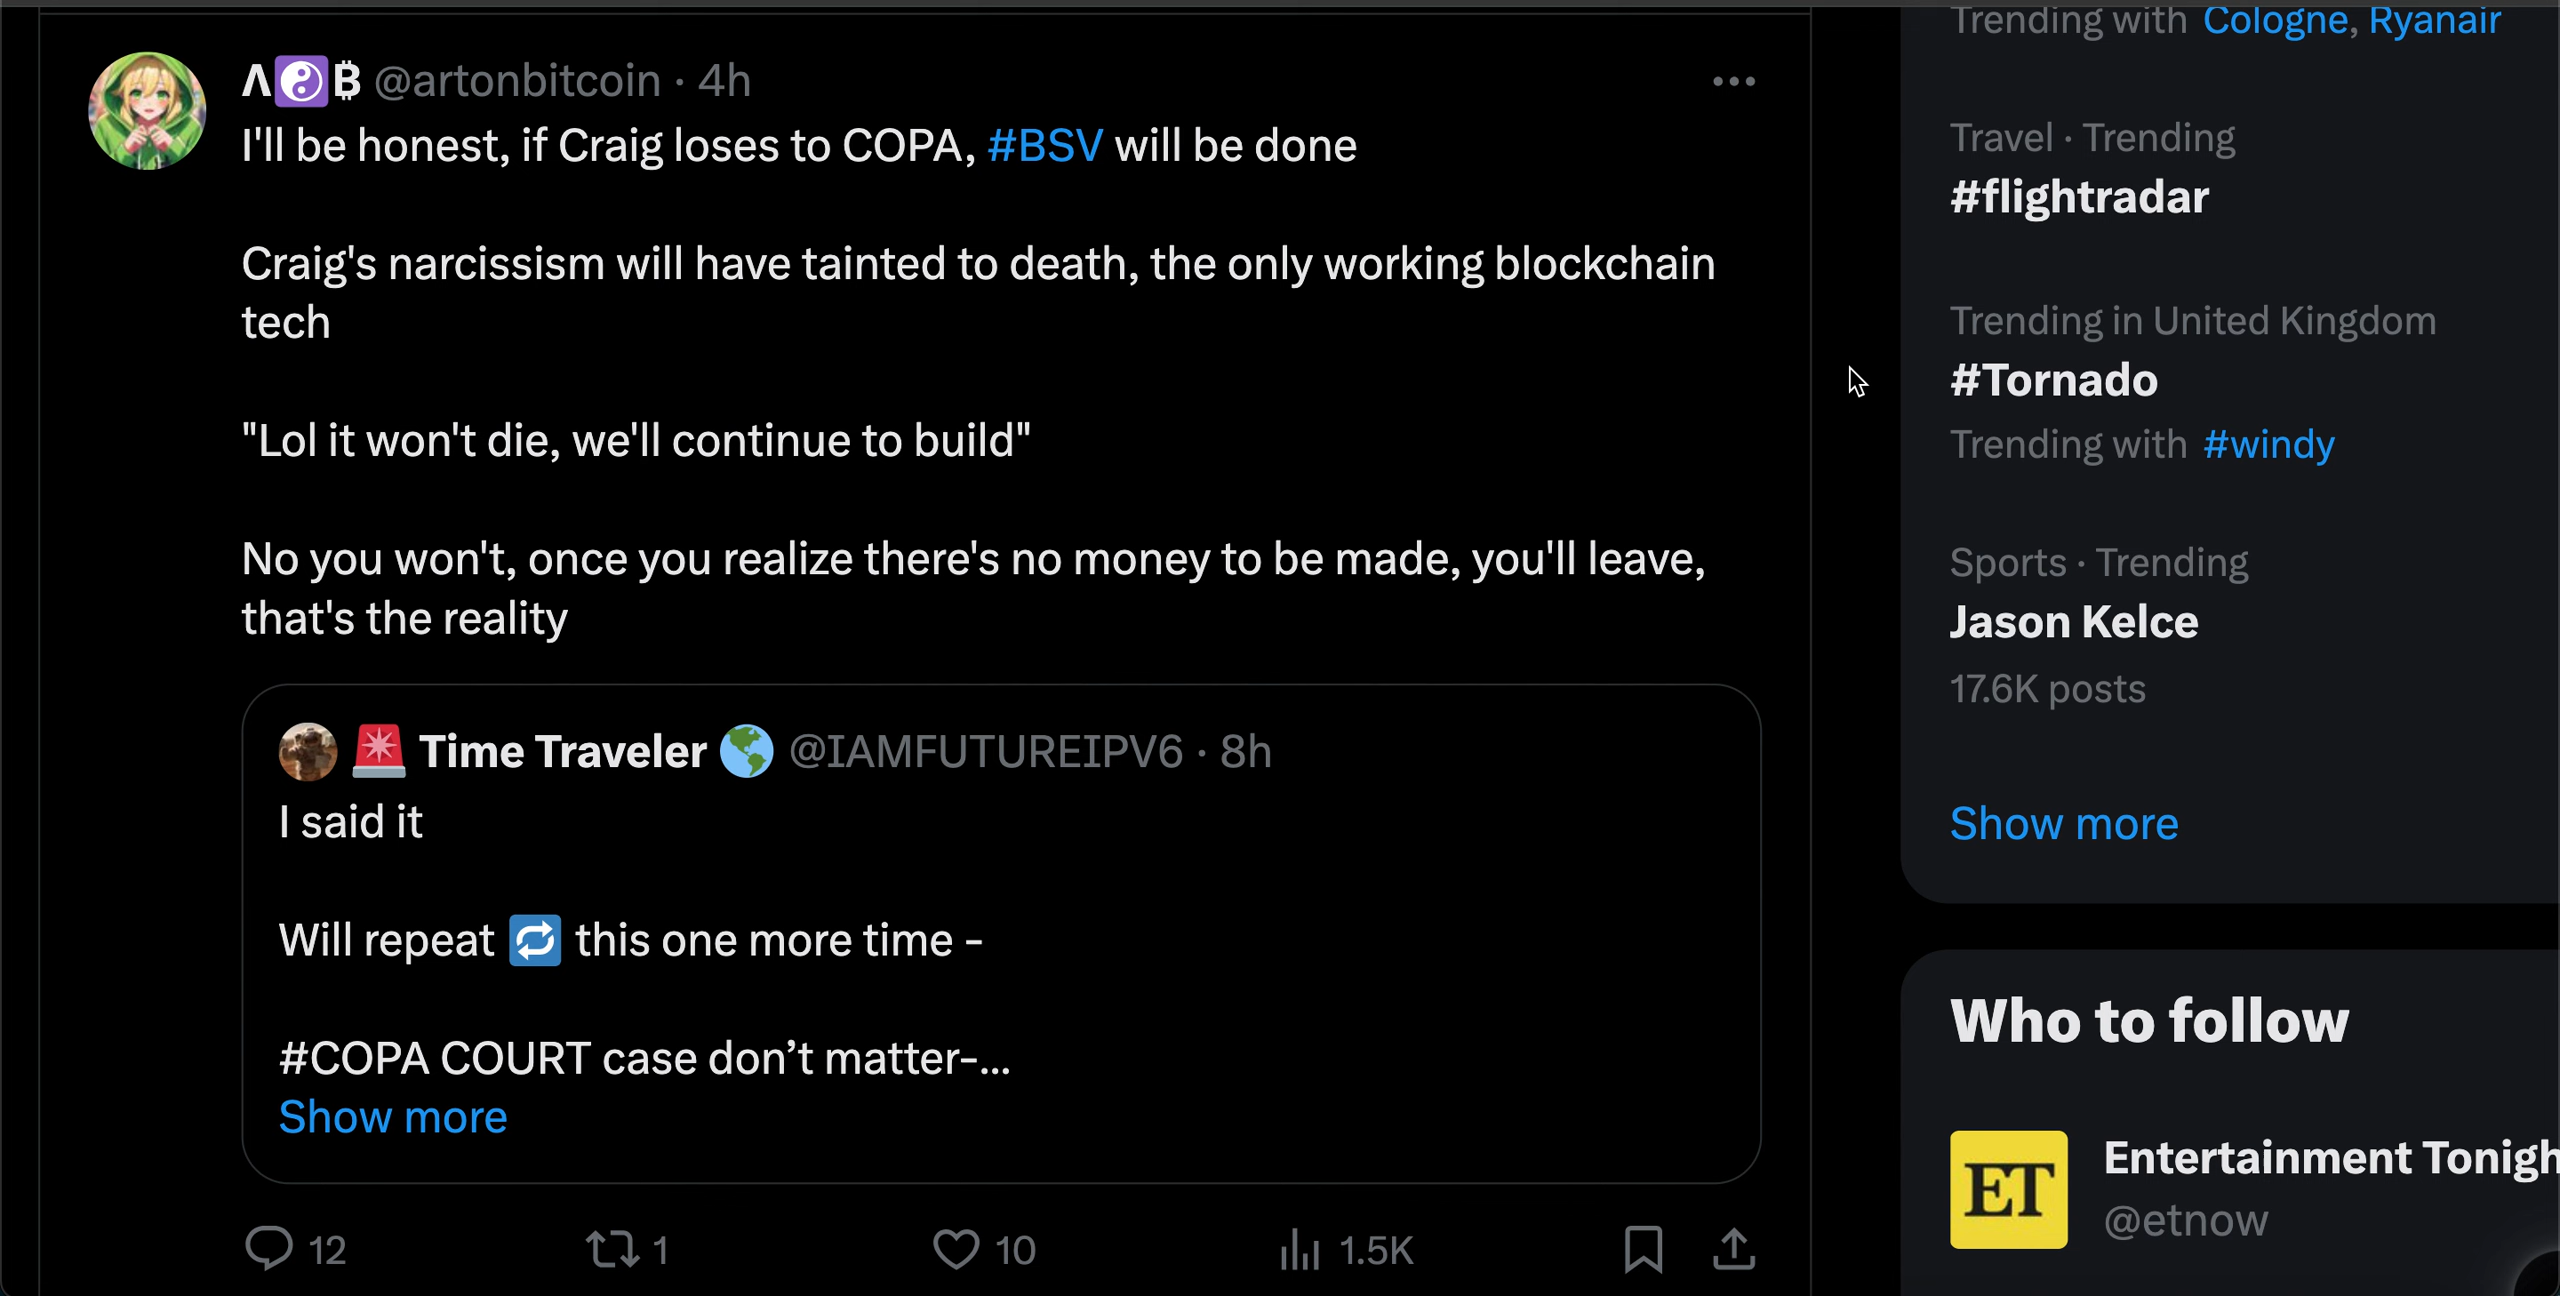 Λ☯️₿ @artonbitcoin · 4h
I'll be honest, if Craig loses to COPA, #BSV will be done
Craig's narcissism will have tainted to death, the only working blockchain
tech
"Lol it won't die, we'll continue to build"
No you won't, once you realize there's no money to be made, you'll leave,
that's the reality
🚨 Time Traveler 🌎 @IAMFUTUREIPV6 · 8h
I said it
Will repeat 🔁 this one more time -
#COPA COURT case don’t matter-...
Show more
12 1 10 1.5K
Trending with Cologne, Ryanair
Travel · Trending
#flightradar
Trending in United Kingdom
#Tornado
Trending with #windy
Sports · Trending
Jason Kelce
17.6K posts
Show more
Who to follow
ET
Entertainment Tonigh
@etnow